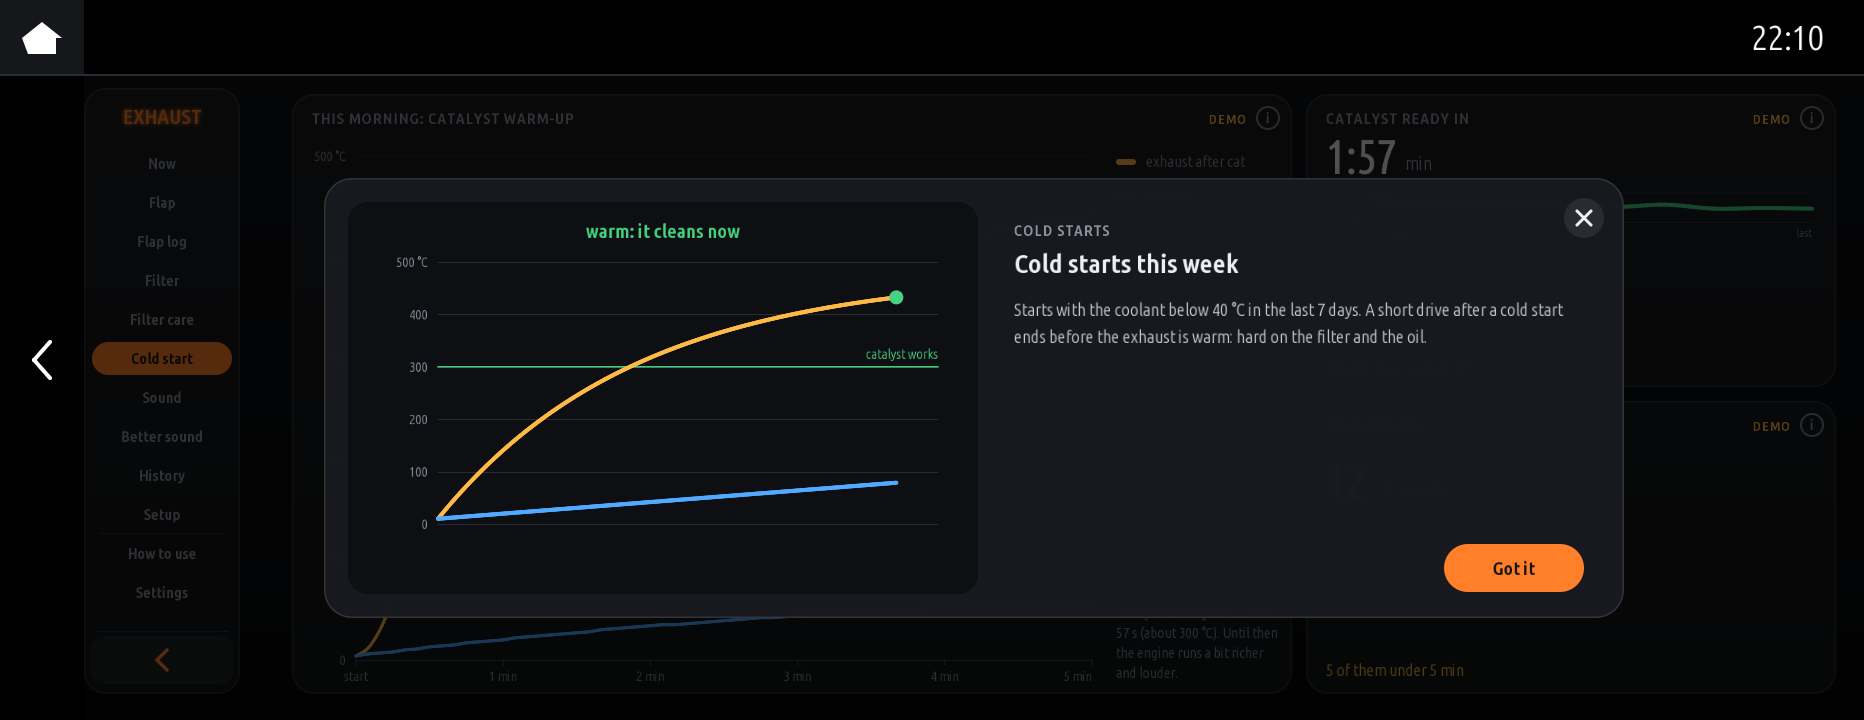 22:10
EXHAUST
Now
Flap
Flap log
Filter
Filter care
Cold start
Sound
Better sound
History
Setup
How to use
Settings
THIS MORNING: CATALYST WARM-UP
DEMO
i
500 °C
exhaust after cat
CATALYST READY IN
DEMO
i
1:57 min
last
warm: it cleans now
500 °C
400
catalyst works
300
200
100
0
COLD STARTS
Cold starts this week
Starts with the coolant below 40 °C in the last 7 days. A short drive after a cold start
ends before the exhaust is warm: hard on the filter and the oil.
Got it
DEMO
i
12
5 of them under 5 min
57 s (about 300 °C). Until then
the engine runs a bit richer
and louder.
0
start
1 min
2 min
3 min
4 min
5 min